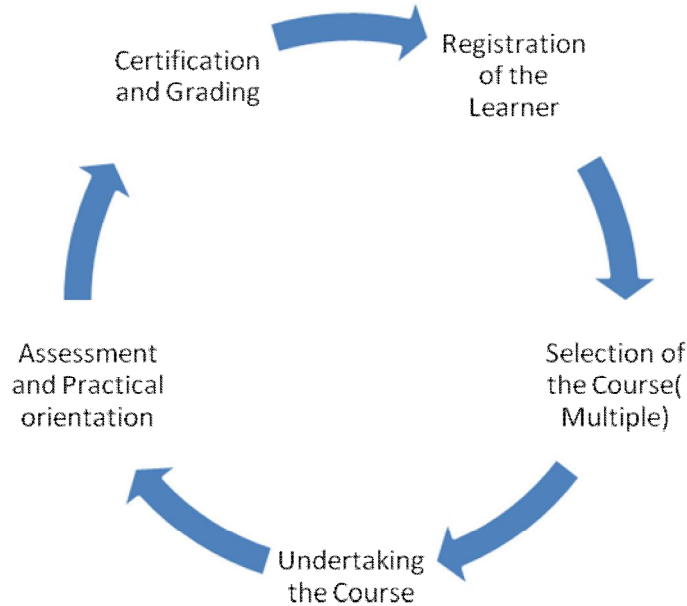 Certification
and Grading
Registration
of the
Learner
Selection of
the Course(
Multiple)
Undertaking
the Course
Assessment
and Practical
orientation